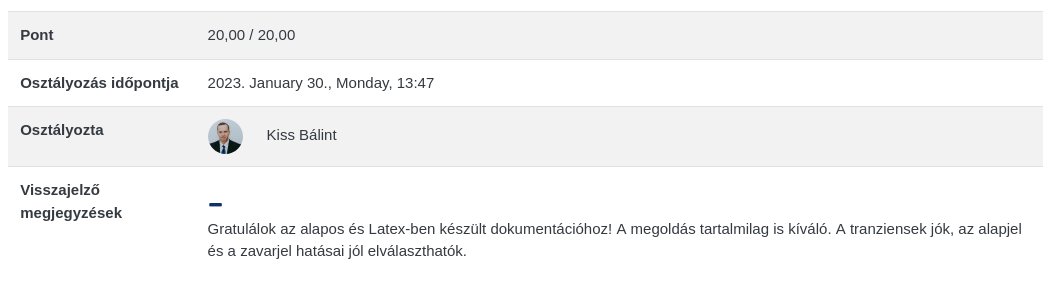 Pont 20,00 / 20,00
Osztályozás időpontja 2023. January 30., Monday, 13:47
Osztályozta Kiss Bálint
Visszajelző
megjegyzések
Gratulálok az alapos és Latex-ben készült dokumentációhoz! A megoldás tartalmilag is kíváló. A tranziensek jók, az alapjel
és a zavarjel hatásai jól elválaszthatók.